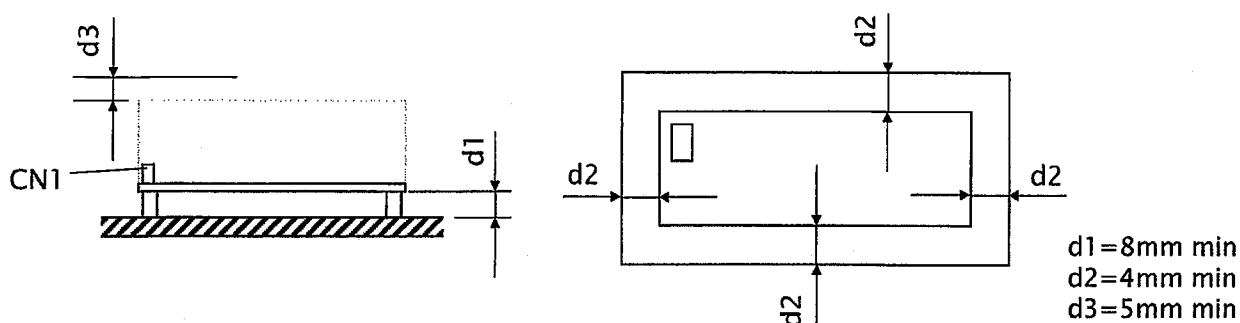 d3
d1
CN1
d2
d2
d2
d2
d1=8mm min
d2=4mm min
d3=5mm min